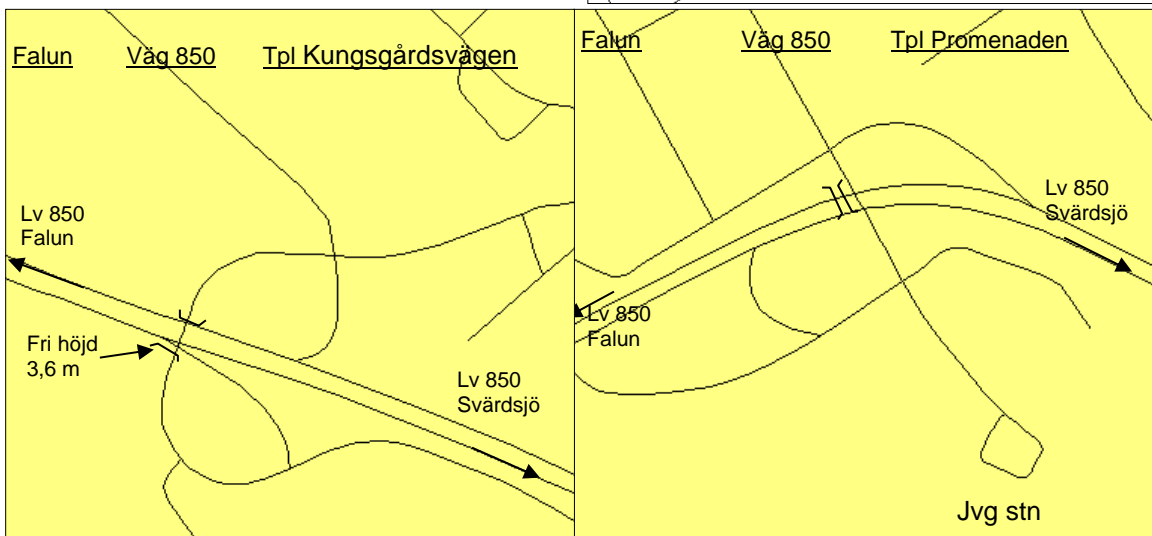 Falun Väg 850 Tpl Kungsgårdsvägen
Lv 850
Falun
Fri höjd
3,6 m
Lv 850
Svärdsjö
Falun Väg 850 Tpl Promenaden
Lv 850
Svärdsjö
Lv 850
Falun
Jvg stn